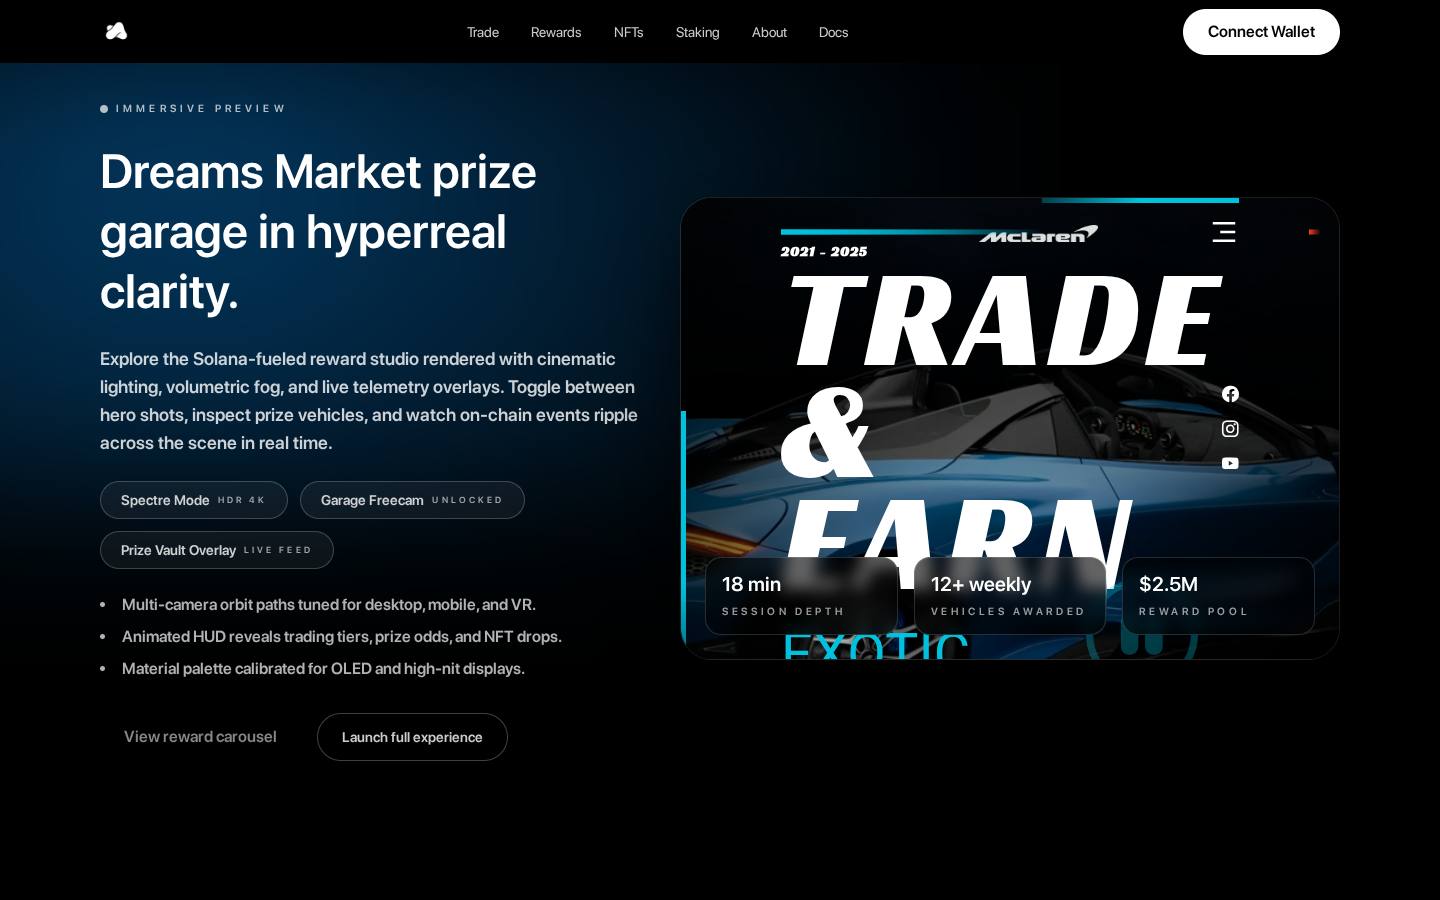 Trade Rewards NFTs Staking About Docs Connect Wallet
IMMERSIVE PREVIEW
Dreams Market prize
garage in hyperreal
clarity.
Explore the Solana-fueled reward studio rendered with cinematic
lighting, volumetric fog, and live telemetry overlays. Toggle between
hero shots, inspect prize vehicles, and watch on-chain events ripple
across the scene in real time.
Spectre Mode HDR 4K Garage Freecam UNLOCKED
Prize Vault Overlay LIVE FEED
Multi-camera orbit paths tuned for desktop, mobile, and VR.
Animated HUD reveals trading tiers, prize odds, and NFT drops.
Material palette calibrated for OLED and high-nit displays.
View reward carousel Launch full experience
McLaren
2021 - 2025
TRADE
&
EARN
18 min 12+ weekly $2.5M
SESSION DEPTH VEHICLES AWARDED REWARD POOL
EXOTIC